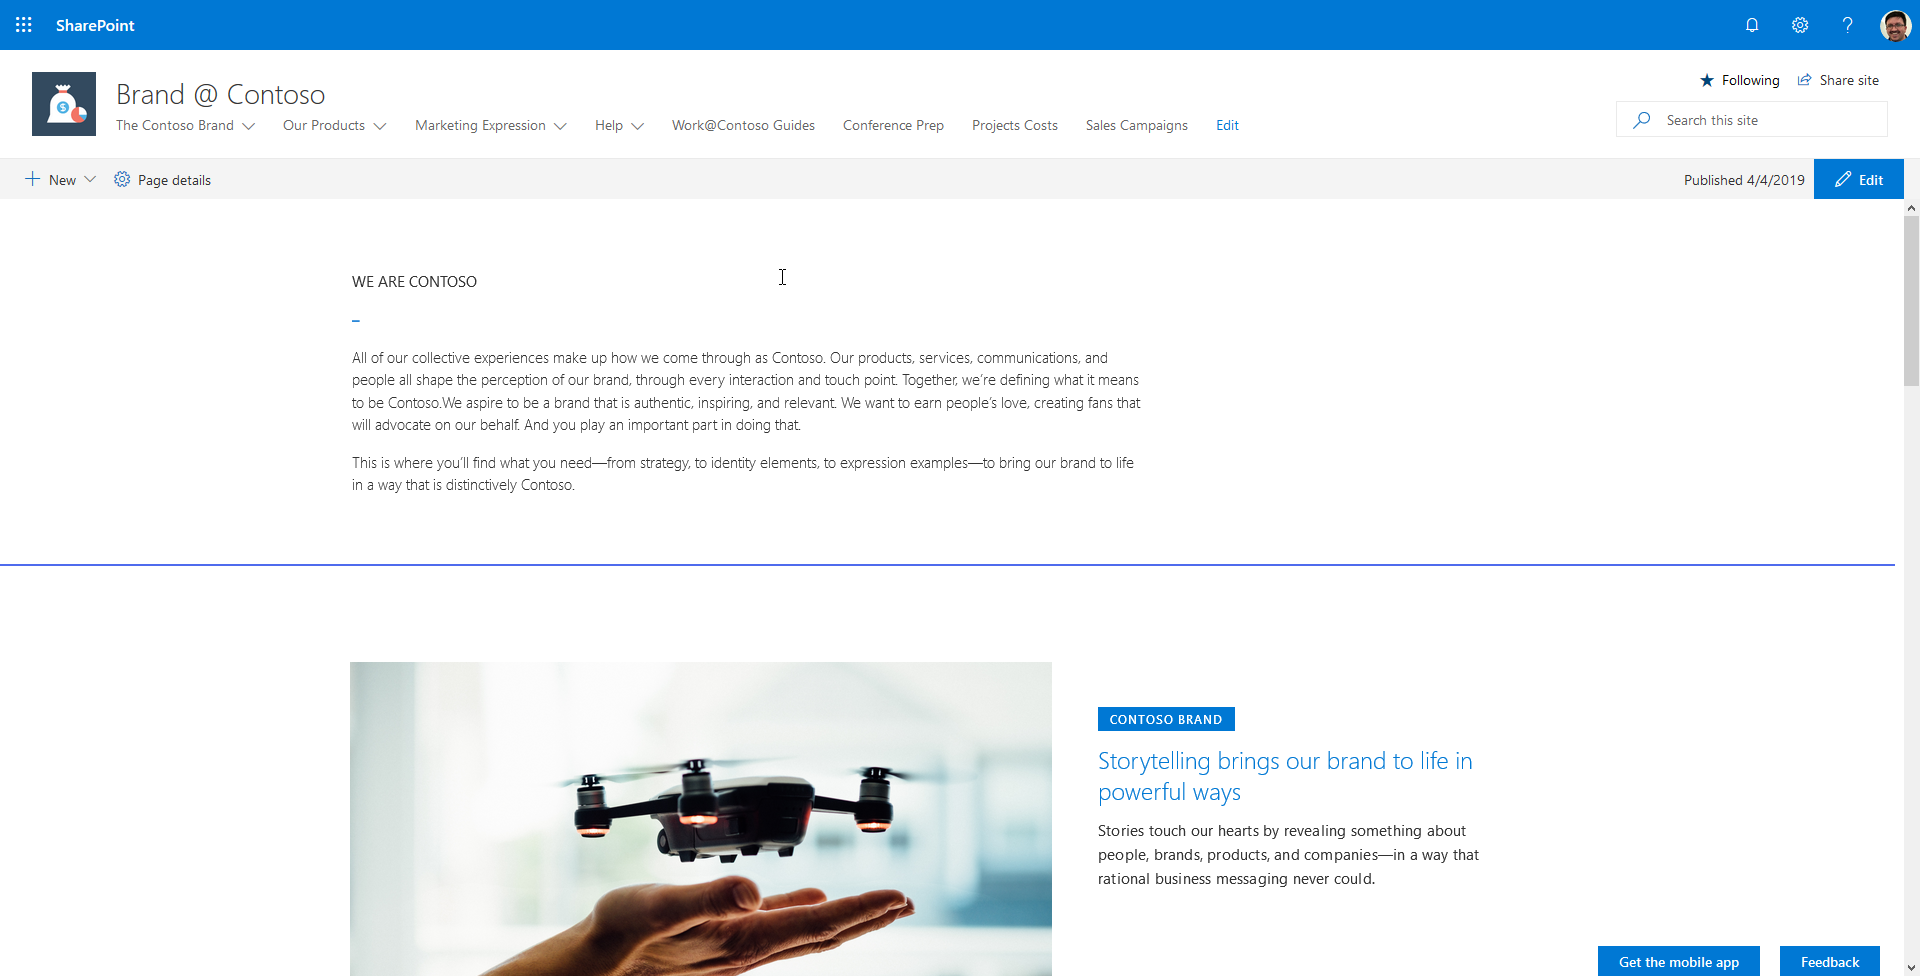 SharePoint
Following Share site
Brand @ Contoso
Search this site
The Contoso Brand Our Products Marketing Expression Help Work@Contoso Guides Conference Prep Projects Costs Sales Campaigns Edit
New Page details Published 4/4/2019 Edit
WE ARE CONTOSO
All of our collective experiences make up how we come through as Contoso. Our products, services, communications, and
people all shape the perception of our brand, through every interaction and touch point. Together, we’re defining what it means
to be Contoso.We aspire to be a brand that is authentic, inspiring, and relevant. We want to earn people’s love, creating fans that
will advocate on our behalf. And you play an important part in doing that.
This is where you’ll find what you need—from strategy, to identity elements, to expression examples—to bring our brand to life
in a way that is distinctively Contoso.
CONTOSO BRAND
Storytelling brings our brand to life in
powerful ways
Stories touch our hearts by revealing something about
people, brands, products, and companies—in a way that
rational business messaging never could.
Get the mobile app Feedback